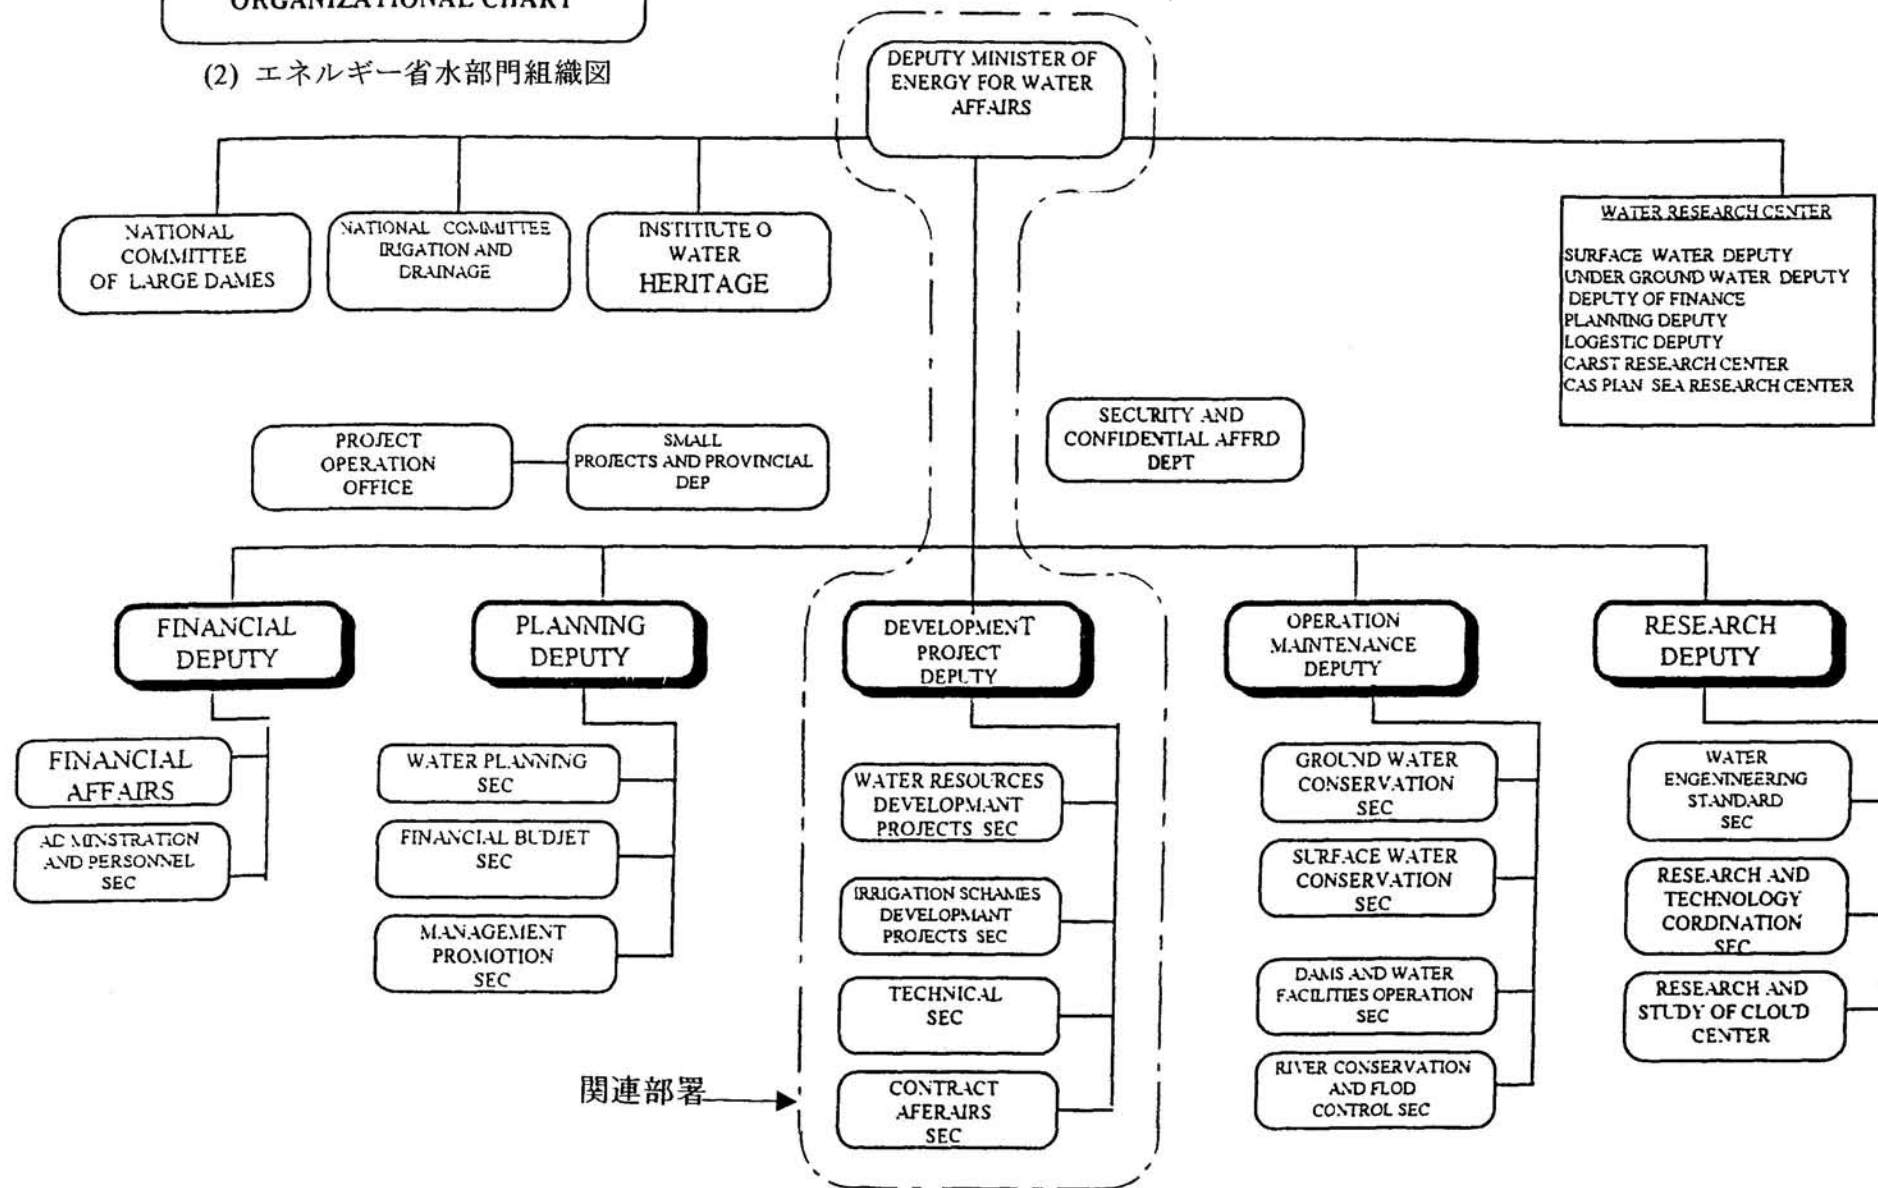 ORGANIZATIONAL CHART
(2) エネルギー省水部門組織図
DEPUTY MINISTER OF
ENERGY FOR WATER
AFFAIRS
NATIONAL
COMMITTEE
OF LARGE DAMES
NATIONAL COMMITTEE
IRIGATION AND
DRAINAGE
INSTITIUTE O
WATER
HERITAGE
WATER RESEARCH CENTER
SURFACE WATER DEPUTY
UNDER GROUND WATER DEPUTY
DEPUTY OF FINANCE
PLANNING DEPUTY
LOGESTIC DEPUTY
CARST RESEARCH CENTER
CAS PIAN SEA RESEARCH CENTER
PROJECT
OPERATION
OFFICE
SMALL
PROJECTS AND PROVINCIAL
DEP
SECURITY AND
CONFIDENTIAL AFFRD
DEPT
FINANCIAL
DEPUTY
PLANNING
DEPUTY
DEVELOPMENT
PROJECT
DEPUTY
OPERATION
MAINTENANCE
DEPUTY
RESEARCH
DEPUTY
FINANCIAL
AFFAIRS
AD MINSTRATION
AND PERSONNEL
SEC
WATER PLANNING
SEC
FINANCIAL BUDJET
SEC
MANAGEMENT
PROMOTION
SEC
WATER RESOURCES
DEVELOPMANT
PROJECTS SEC
IRRIGATION SCHAMES
DEVELOPMANT
PROJECTS SEC
TECHNICAL
SEC
CONTRACT
AFERAIRS
SEC
関連部署
GROUND WATER
CONSERVATION
SEC
SURFACE WATER
CONSERVATION
SEC
DAMS AND WATER
FACILITIES OPERATION
SEC
RIVER CONSERVATION
AND FLOD
CONTROL SEC
WATER
ENGENTNEERING
STANDARD
SEC
RESEARCH AND
TECHNOLOGY
CORDINATION
SEC
RESEARCH AND
STUDY OF CLOUD
CENTER